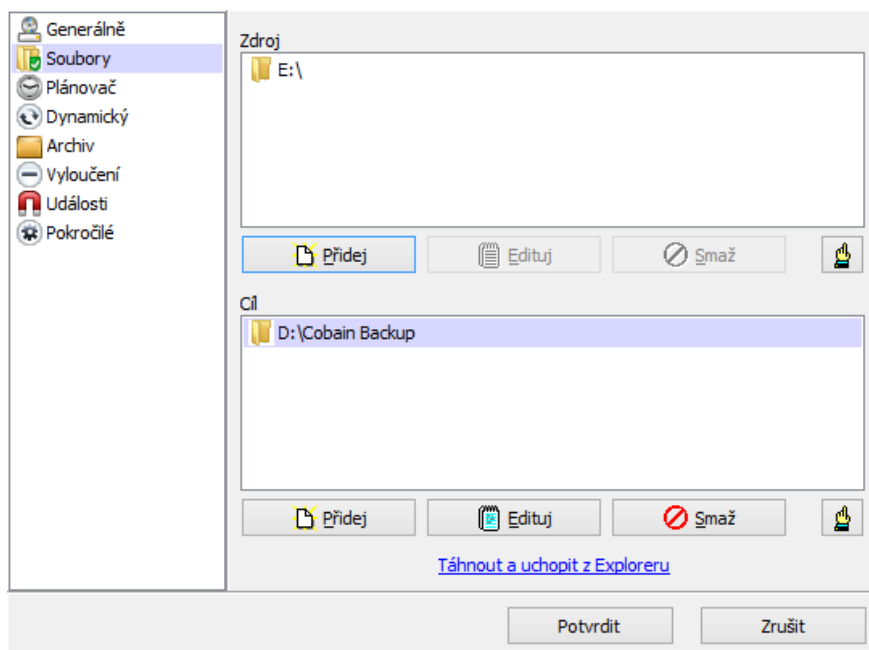 Generálně
Soubory
Plánovač
Dynamický
Archiv
Vyloučení
Události
Pokročilé
Zdroj
E:\
Přidej
Edituj
Smaž
Cíl
D:\Cobain Backup
Přidej
Edituj
Smaž
Táhnout a uchopit z Exploreru
Potvrdit
Zrušit